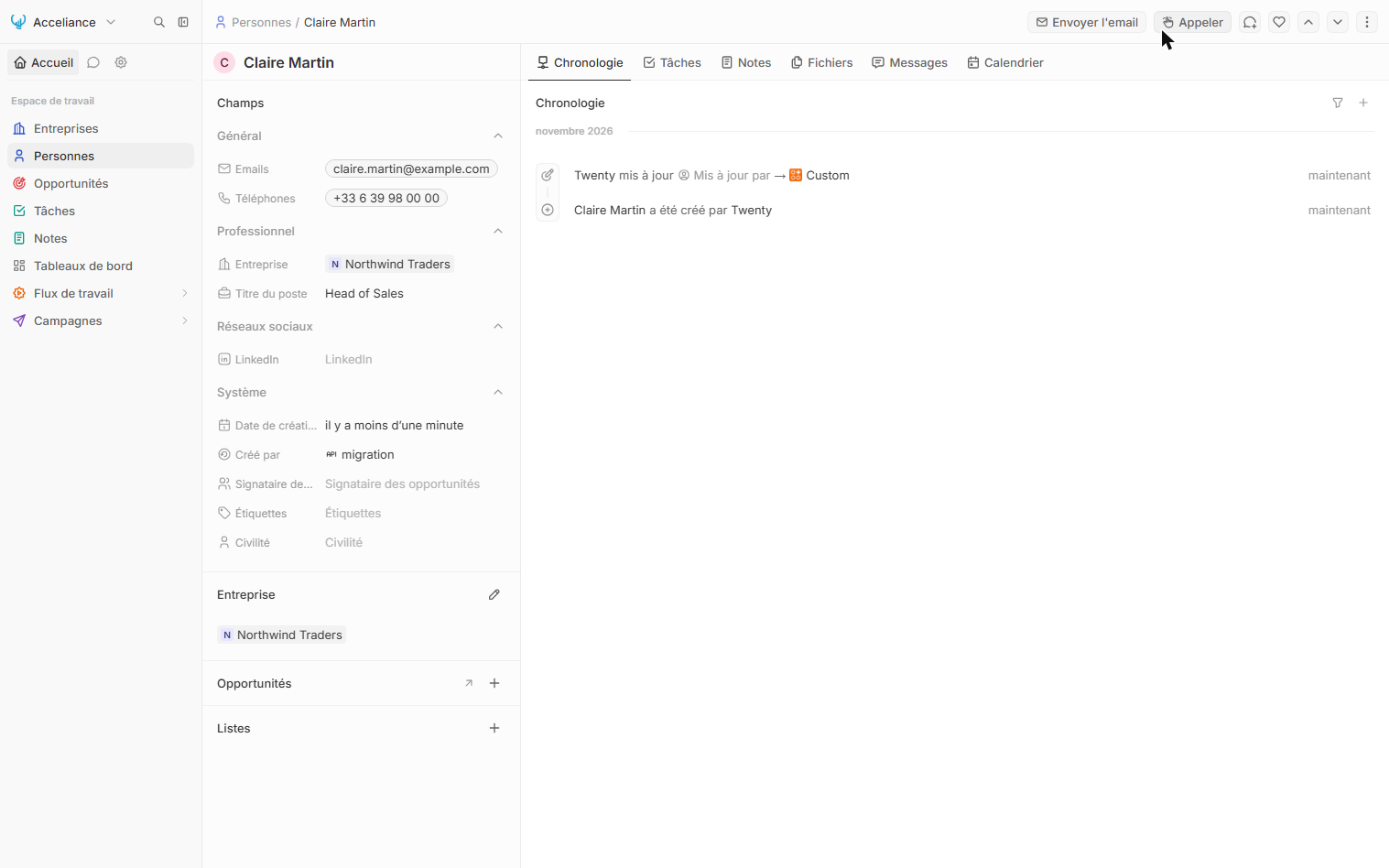 Acceliance
Personnes / Claire Martin
Envoyer l'email
Appeler
Accueil
Espace de travail
Entreprises
Personnes
Opportunités
Tâches
Notes
Tableaux de bord
Flux de travail
Campagnes
C Claire Martin
Champs
Général
Emails claire.martin@example.com
Téléphones +33 6 39 98 00 00
Professionnel
Entreprise N Northwind Traders
Titre du poste Head of Sales
Réseaux sociaux
in LinkedIn LinkedIn
Système
Date de créati... il y a moins d’une minute
Créé par API migration
Signataire de... Signataire des opportunités
Étiquettes Étiquettes
Civilité Civilité
Entreprise
N Northwind Traders
Opportunités
Listes
Chronologie Tâches Notes Fichiers Messages Calendrier
Chronologie
novembre 2026
Twenty mis à jour Mis à jour par → Custom maintenant
Claire Martin a été créé par Twenty maintenant